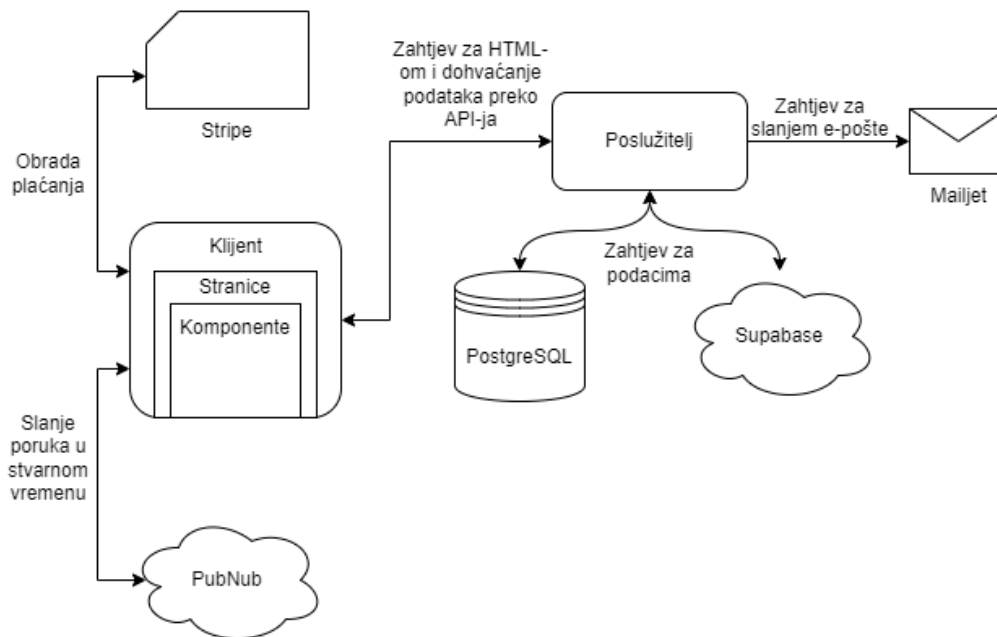 Stripe
Obrada
plaćanja
Zahtjev za HTML-
om i dohvaćanje
podataka preko
API-ja
Poslužitelj
Zahtjev za
slanjem e-pošte
Mailjet
Klijent
Stranice
Komponente
Zahtjev za
podacima
PostgreSQL
Supabase
Slanje
poruka u
stvarnom
vremenu
PubNub